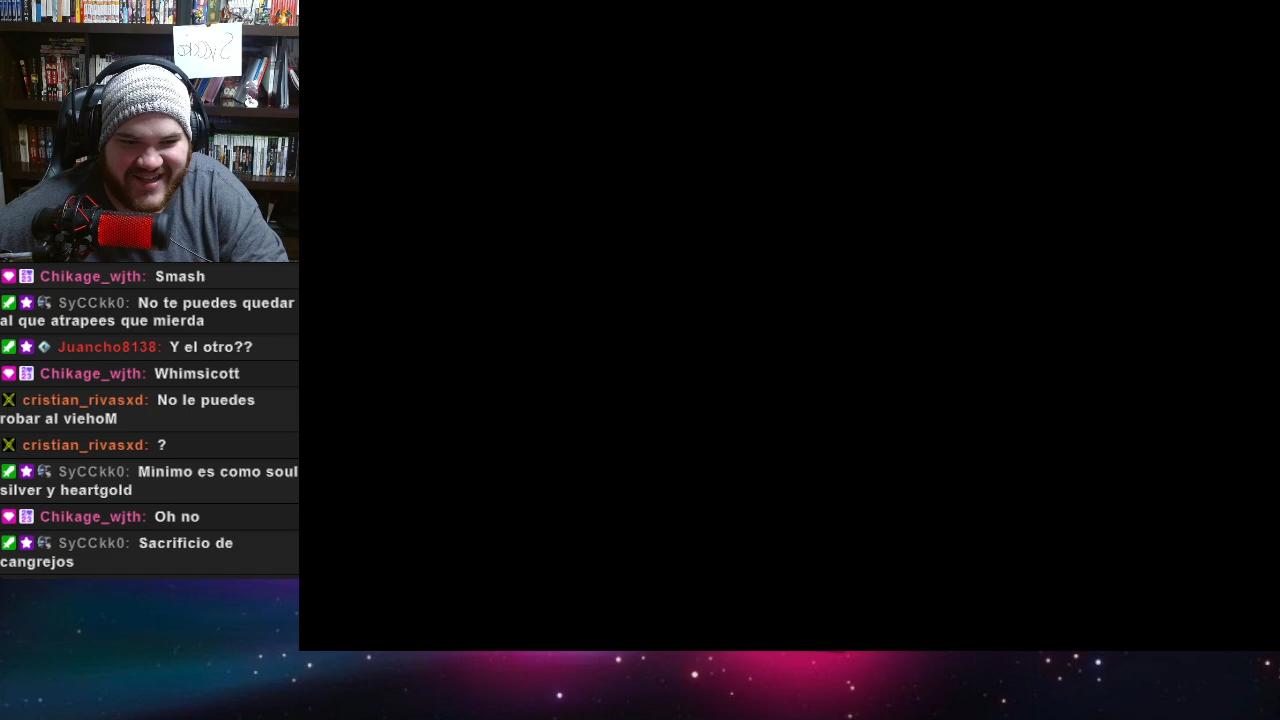 Chikage_wjth: Smash
SyCCkk0: No te puedes quedar
al que atrapees que mierda
Juancho8138: Y el otro??
Chikage_wjth: Whimsicott
cristian_rivasxd: No le puedes
robar al viehoM
cristian_rivasxd: ?
SyCCkk0: Minimo es como soul
silver y heartgold
Chikage_wjth: Oh no
SyCCkk0: Sacrificio de
cangrejos